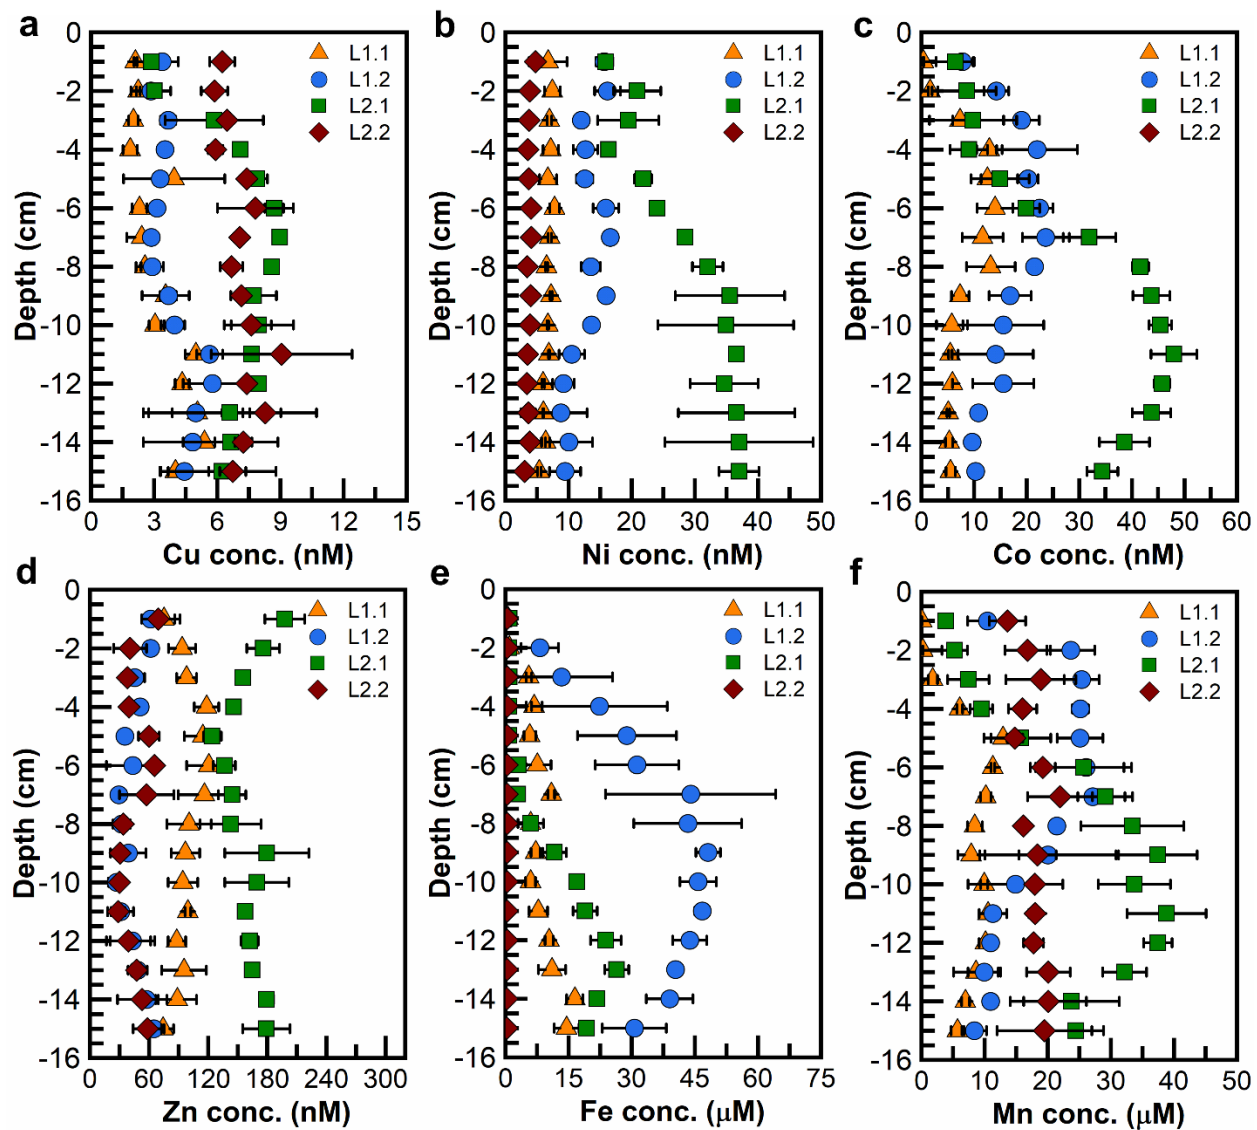 a
0
-2
-4
-6
-8
-10
-12
-14
-16
Depth (cm)
L1.1
L1.2
L2.1
L2.2
0 3 6 9 12 15
Cu conc. (nM)
b
0
-2
-4
-6
-8
-10
-12
-14
-16
Depth (cm)
L1.1
L1.2
L2.1
L2.2
0 10 20 30 40 50
Ni conc. (nM)
c
0
-2
-4
-6
-8
-10
-12
-14
-16
Depth (cm)
L1.1
L1.2
L2.1
L2.2
0 10 20 30 40 50 60
Co conc. (nM)
d
0
-2
-4
-6
-8
-10
-12
-14
-16
Depth (cm)
L1.1
L1.2
L2.1
L2.2
0 60 120 180 240 300
Zn conc. (nM)
e
0
-2
-4
-6
-8
-10
-12
-14
-16
Depth (cm)
L1.1
L1.2
L2.1
L2.2
0 15 30 45 60 75
Fe conc. (μM)
f
0
-2
-4
-6
-8
-10
-12
-14
-16
Depth (cm)
L1.1
L1.2
L2.1
L2.2
0 10 20 30 40 50
Mn conc. (μM)